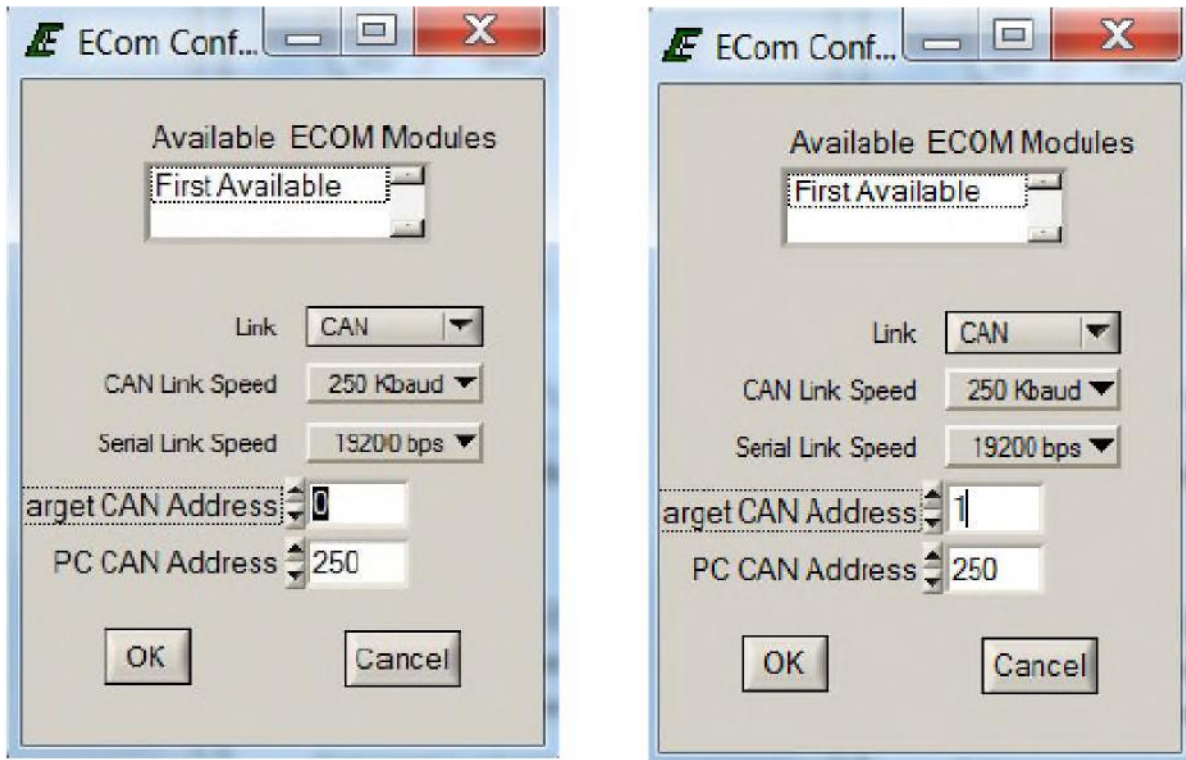 ECom Conf...
Available ECOM Modules
First Available
Link CAN
CAN Link Speed 250 Kbaud
Serial Link Speed 19200 bps
arget CAN Address 0
PC CAN Address 250
OK Cancel
ECom Conf...
Available ECOM Modules
First Available
Link CAN
CAN Link Speed 250 Kbaud
Serial Link Speed 19200 bps
arget CAN Address 1
PC CAN Address 250
OK Cancel